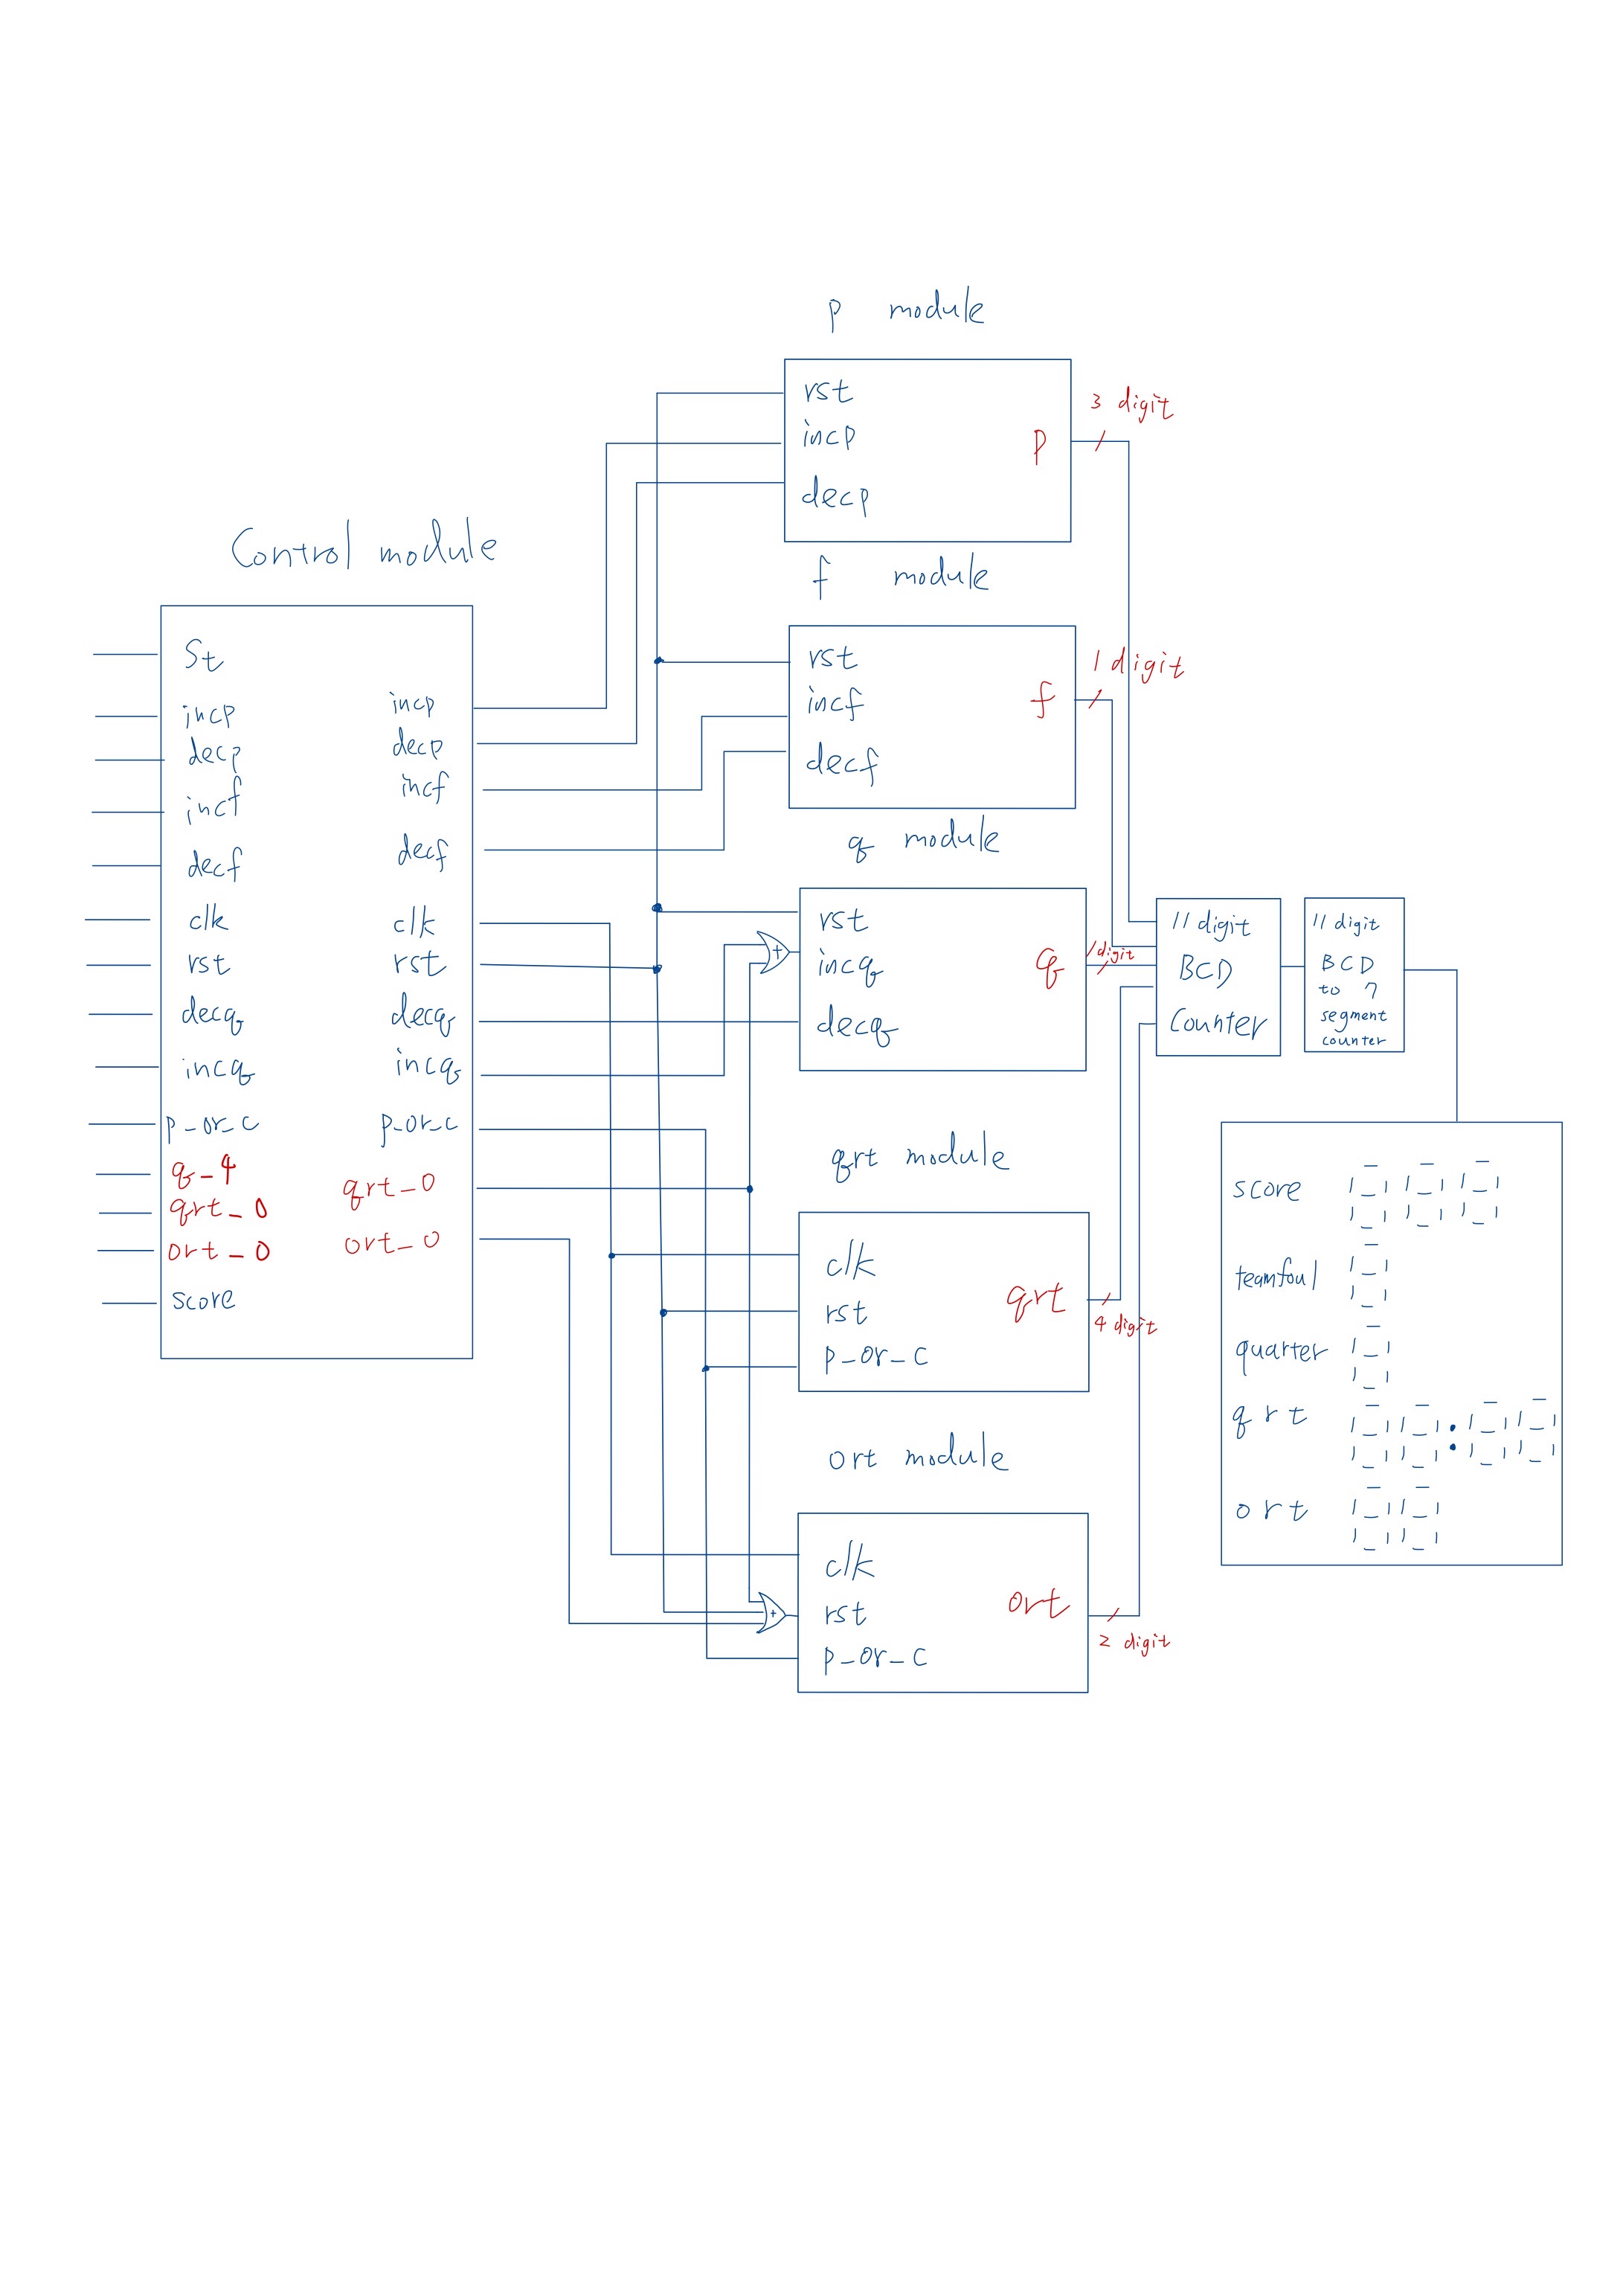 p module
rst
incp
decp
p
3 digit
Control module
St
incp
decp
incf
decf
clk
rst
decq
incq
p_or_c
q_4
qrt_0
ort_0
score
incp
decp
incf
decf
clk
rst
decq
incq
p_or_c
qrt_0
ort_0
f module
rst
incf
decf
f
1 digit
q module
rst
incq
decq
q
1digit
+
qrt module
clk
rst
p_or_c
qrt
4 digit
ort module
clk
rst
p_or_c
ort
2 digit
+
11 digit
BCD
Counter
11 digit
BCD
to 7
segment
counter
score
teamfoul
quarter
qrt
ort